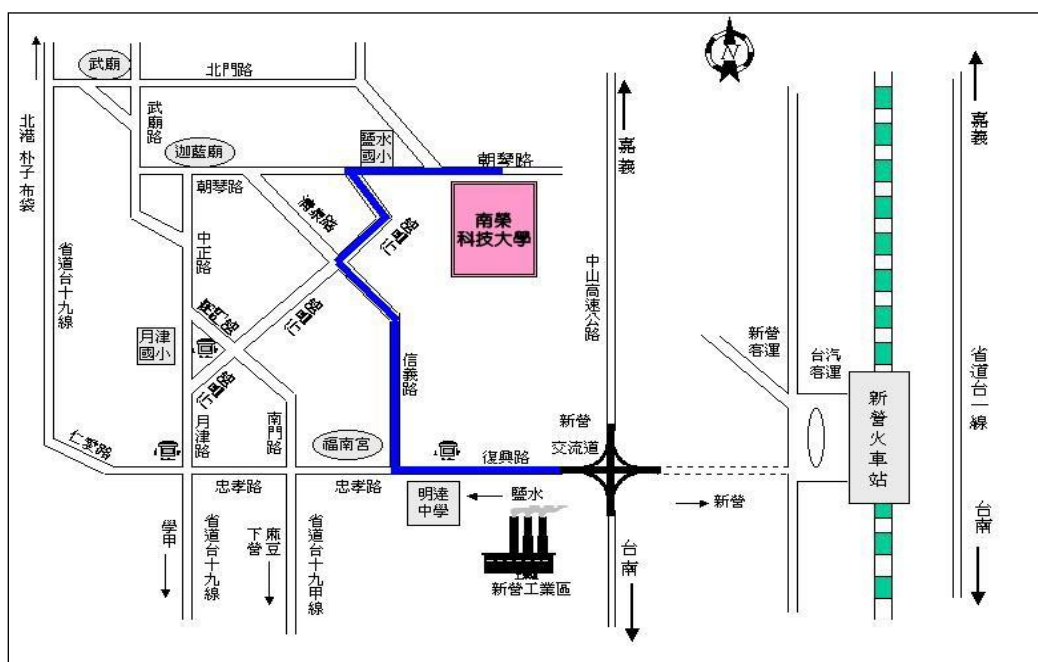 武廟
北門路
N
北港 朴子 布袋
武廟路
嘉義
嘉義
迦藍廟
鹽水
國小
朝琴路
朝琴路
清泉路
南榮
科技大學
中正路
省道台十九線
中山高速公路
月津
國小
信義路
新營
客運
台汽
客運
新營火車站
省道台一線
仁愛路
月津路
南門路
福南宮
復興路
新營
交流道
忠孝路
忠孝路
明達
中學
鹽水
新營
學甲
省道台十九線
下營
麻豆
省道台十九甲線
新營工業區
台南
台南